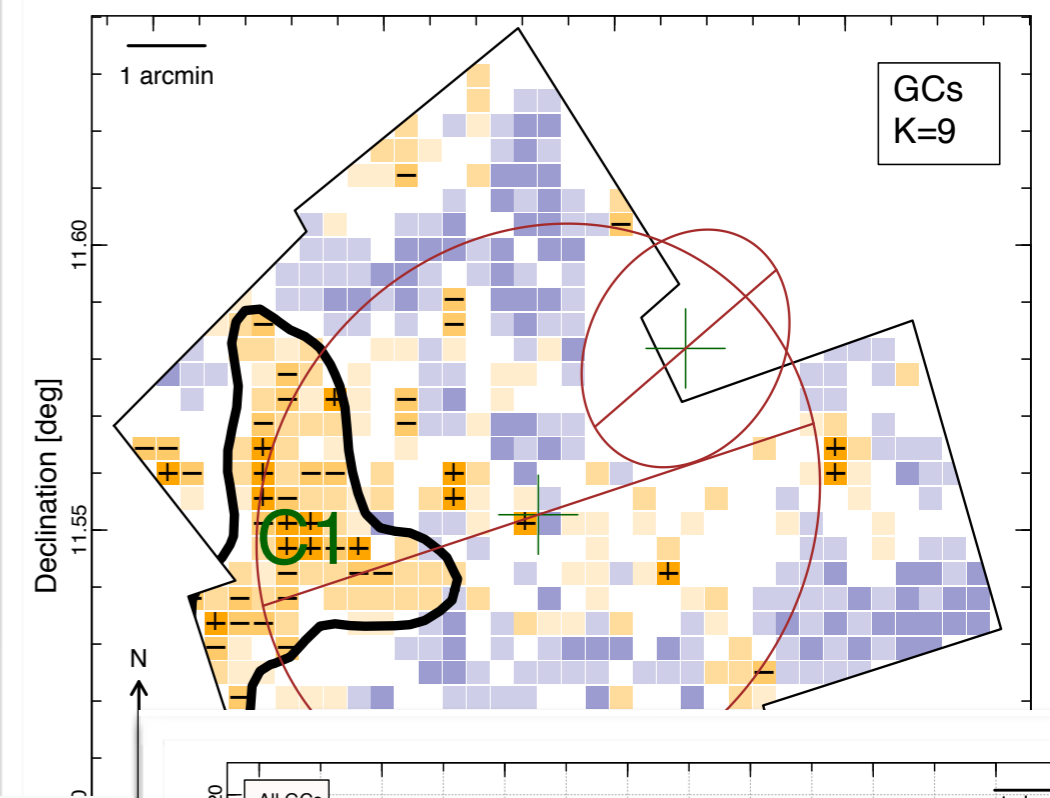 1 arcmin
GCs
K=9
11.60
Declination [deg]
11.55
C1
N
All GCs